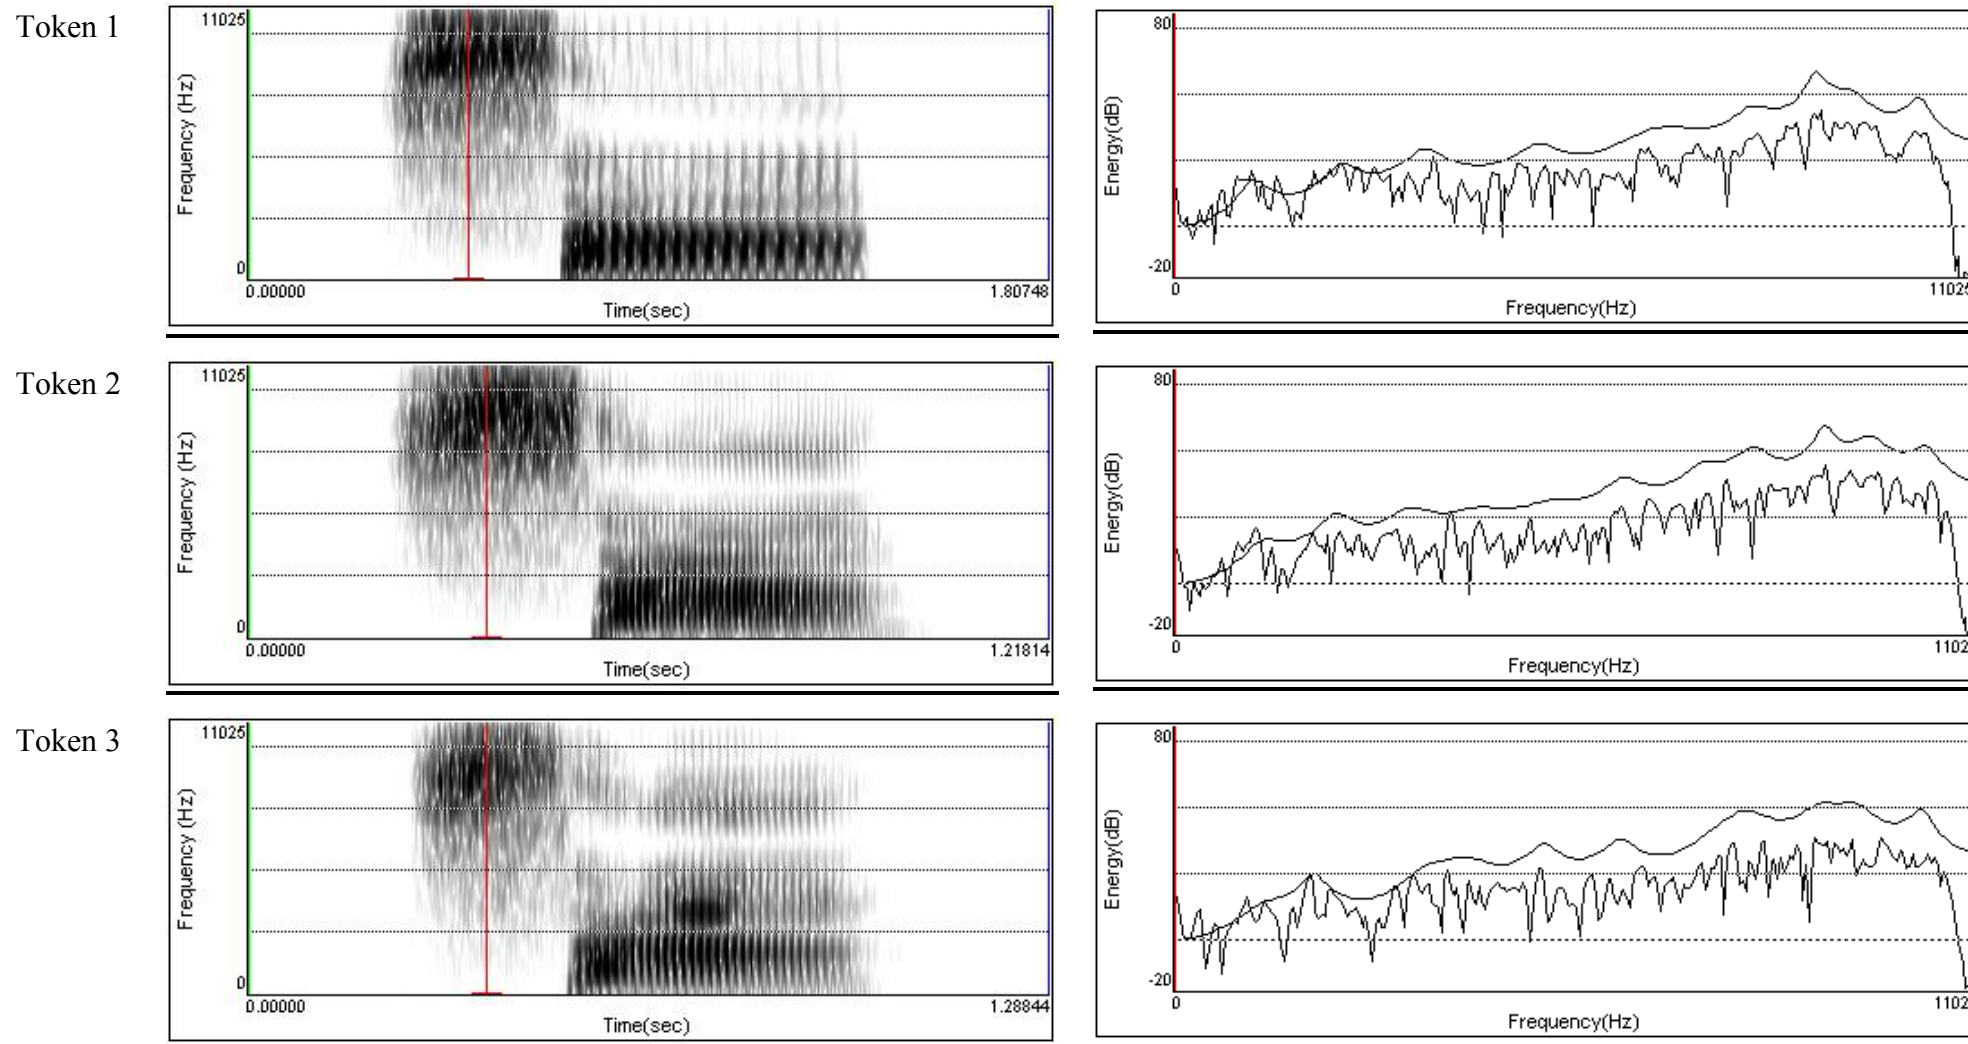 Token 1
11025
Frequency (Hz)
0
0.00000
1.80748
Time(sec)
80
Energy(dB)
-20
0
11025
Frequency(Hz)
Token 2
11025
Frequency (Hz)
0
0.00000
1.21814
Time(sec)
80
Energy(dB)
-20
0
1102
Frequency(Hz)
Token 3
11025
Frequency (Hz)
0
0.00000
1.28844
Time(sec)
80
Energy(dB)
-20
0
1102
Frequency(Hz)